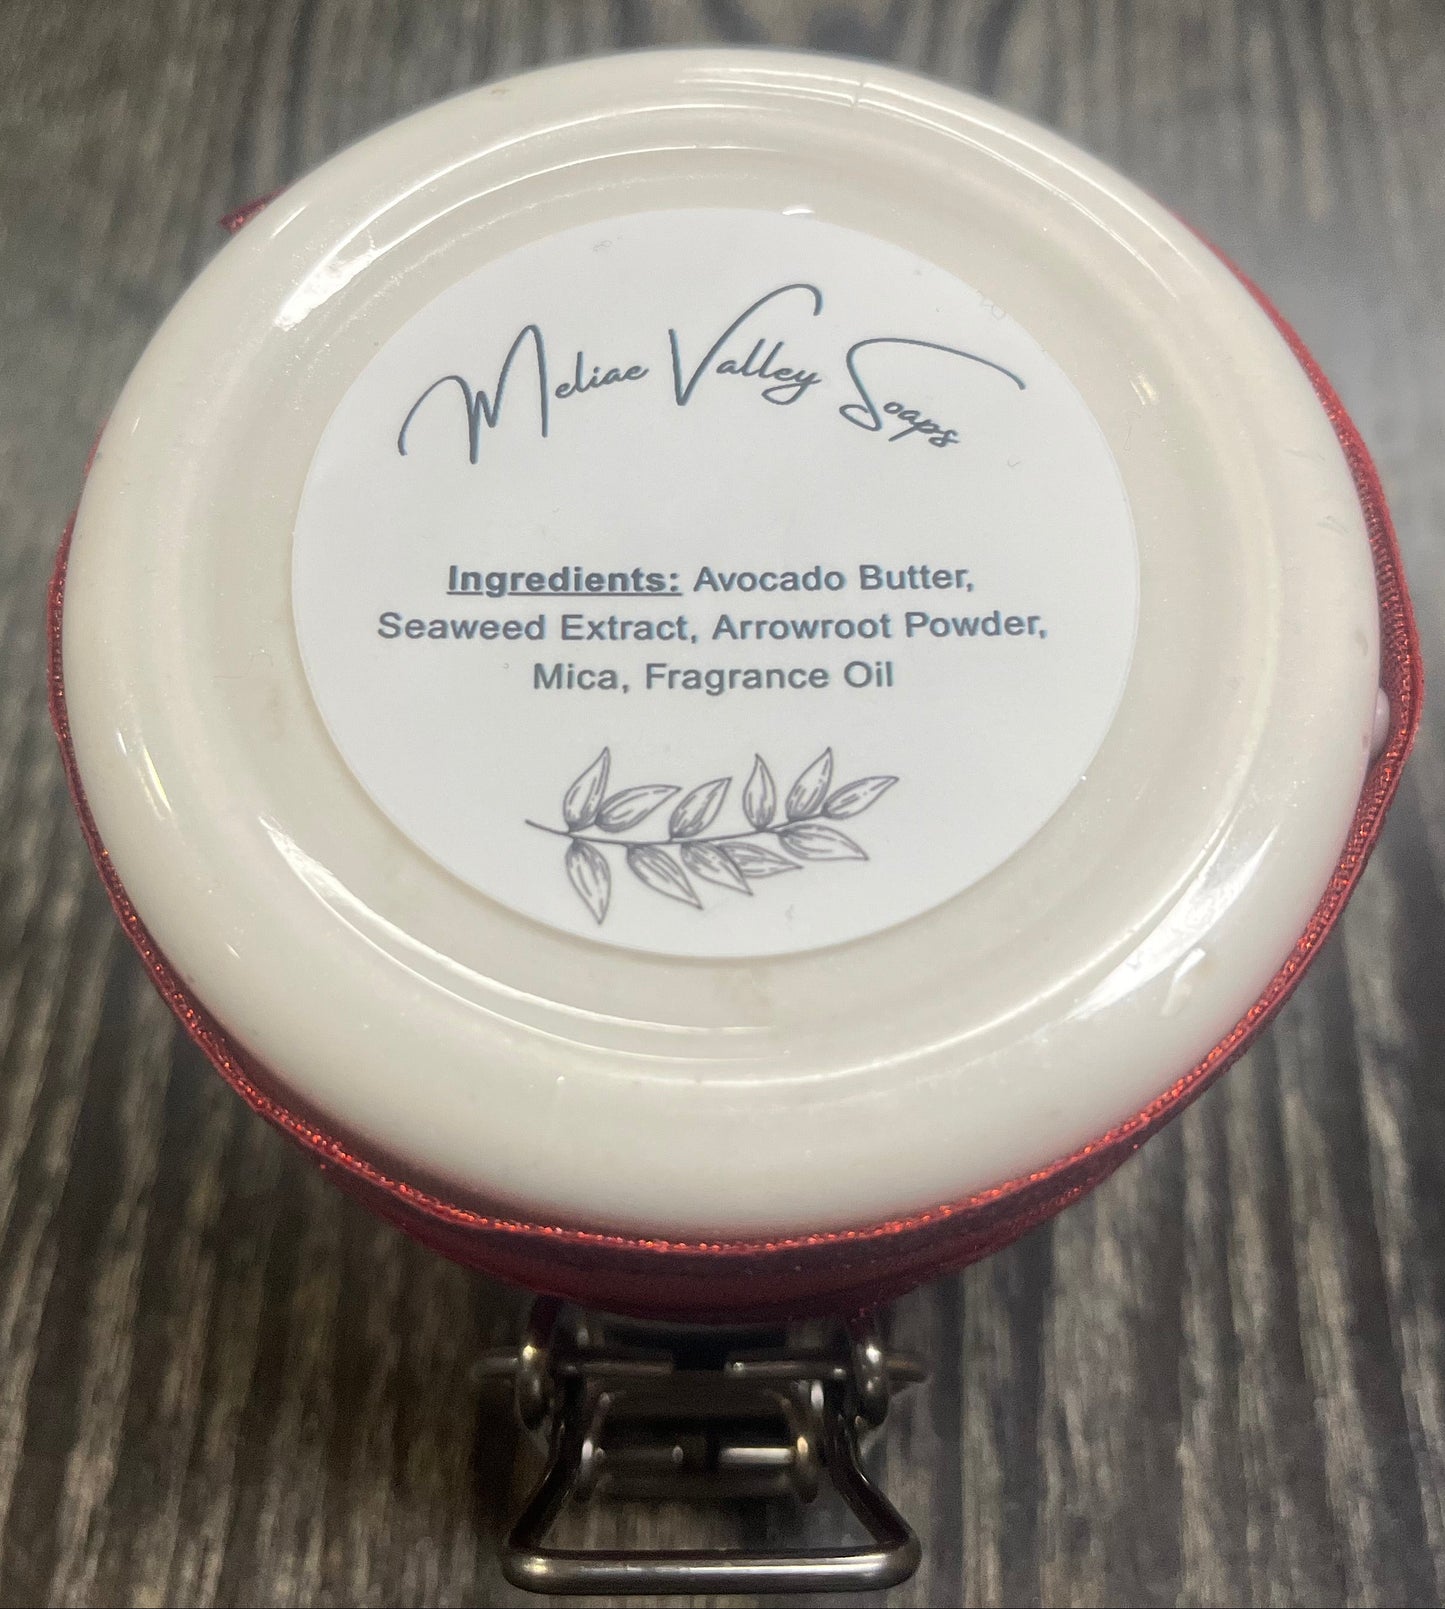 Meliae Valley Soaps
Ingredients: Avocado Butter,
Seaweed Extract, Arrowroot Powder,
Mica, Fragrance Oil